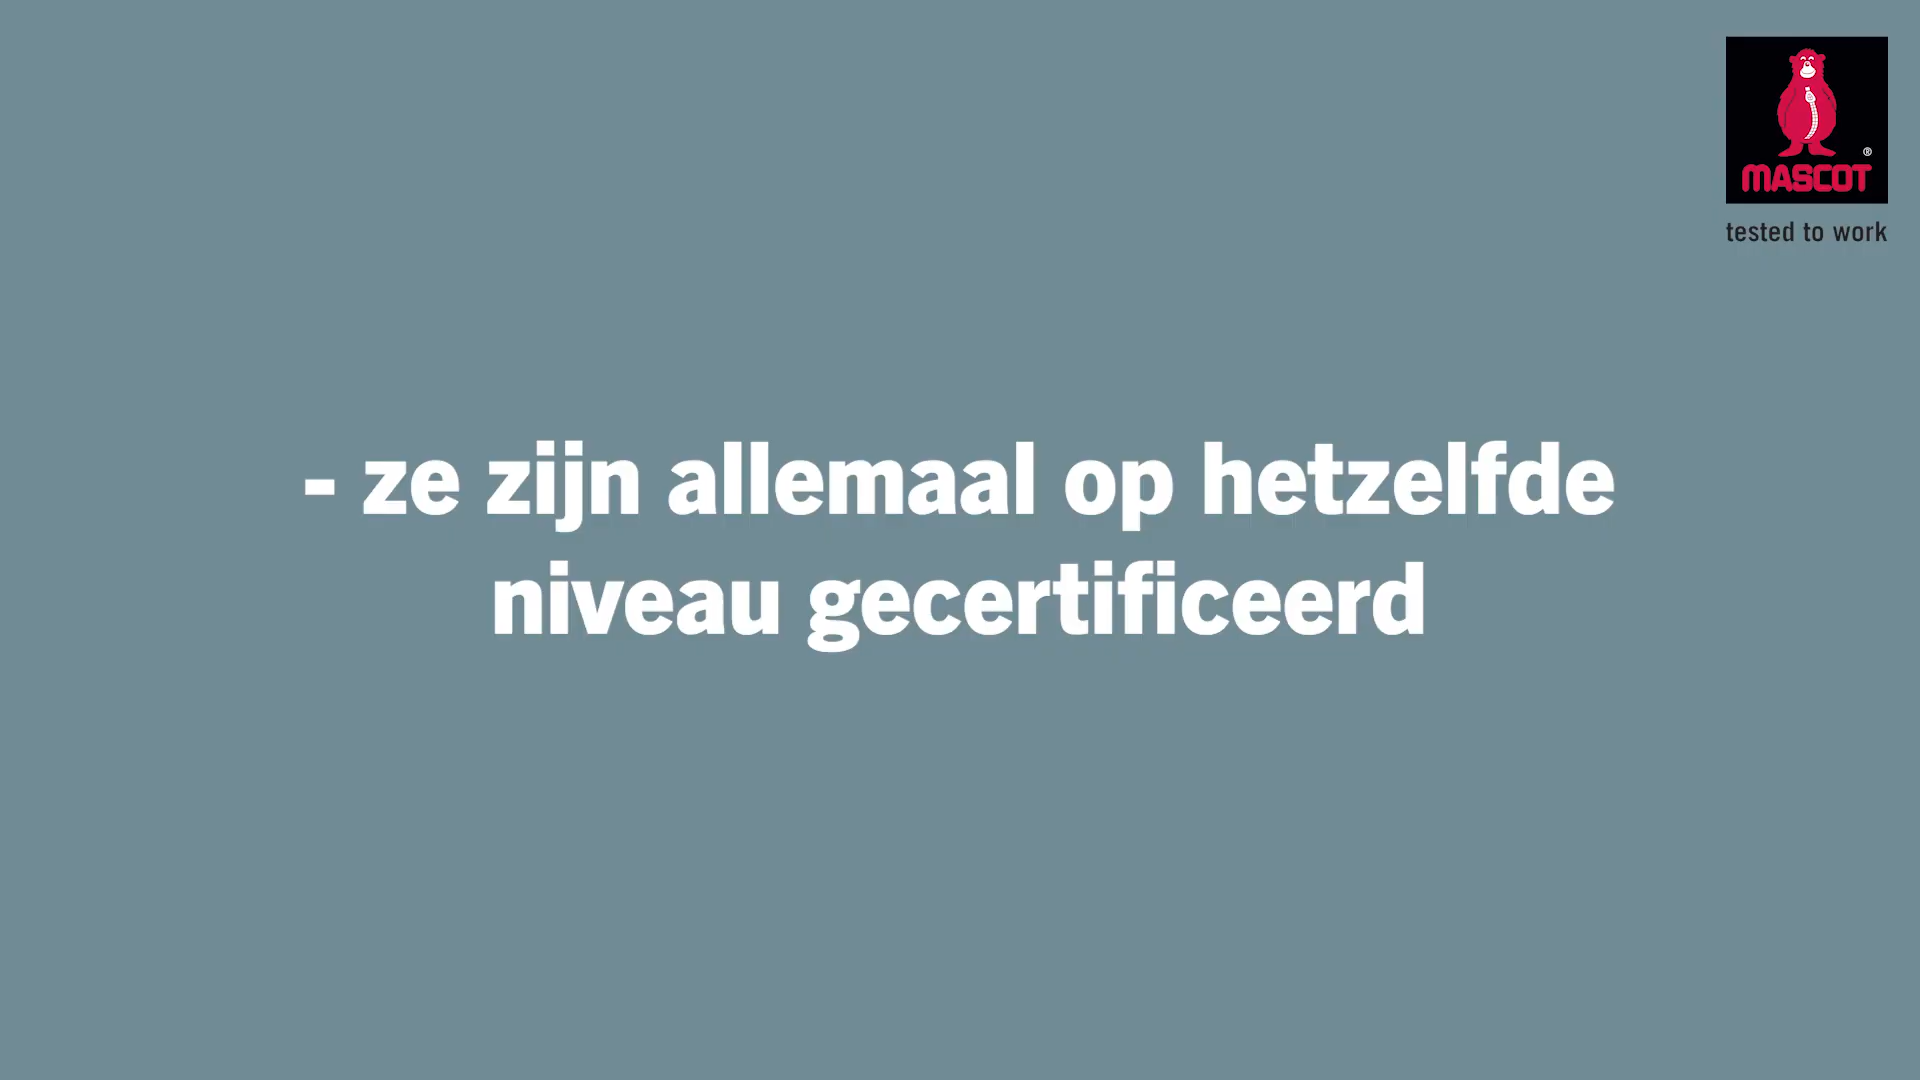 MASCOT
®
tested to work
- ze zijn allemaal op hetzelfde
niveau gecertificeerd